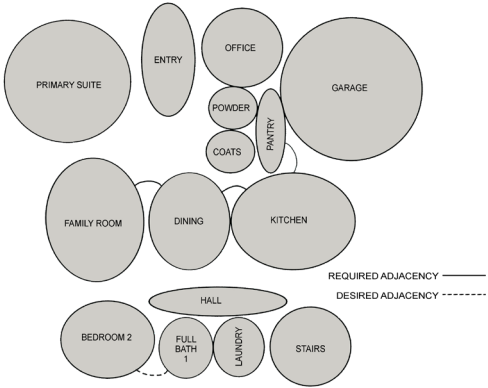 PRIMARY SUITE
ENTRY
OFFICE
GARAGE
POWDER
PANTRY
COATS
FAMILY ROOM
DINING
KITCHEN
REQUIRED ADJACENCY
DESIRED ADJACENCY
HALL
BEDROOM 2
FULL
BATH
1
LAUNDRY
STAIRS